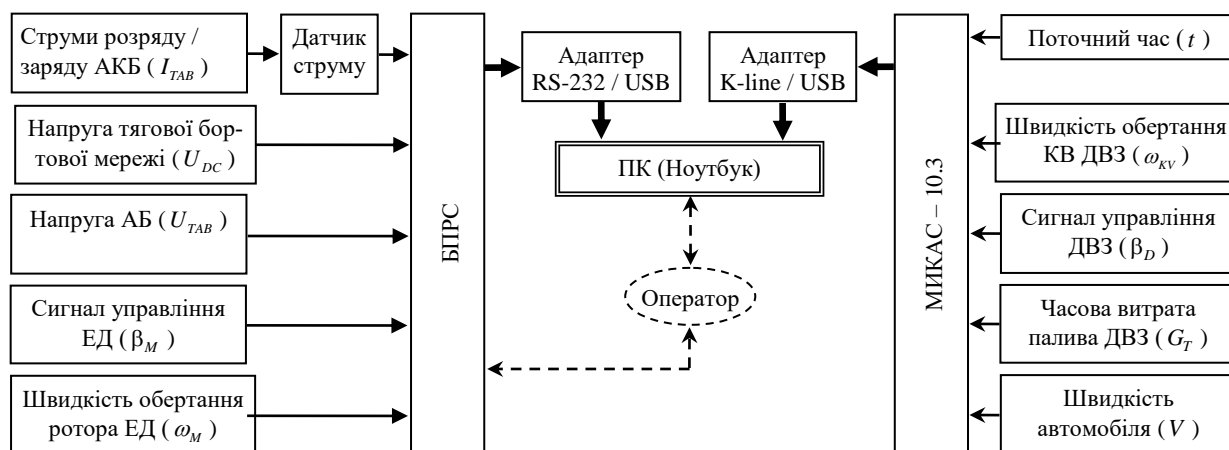 Струми розряду /
заряду АКБ ( I_TAB )
Датчик
струму
Напруга тягової бор-
тової мережі ( U_DC )
Напруга АБ ( U_TAB )
Сигнал управління
ЕД ( β_M )
Швидкість обертання
ротора ЕД ( ω_M )
БПРС
Адаптер
RS-232 / USB
Адаптер
K-line / USB
ПК (Ноутбук)
Оператор
МИКАС – 10.3
Поточний час ( t )
Швидкість обертання
КВ ДВЗ ( ω_KV )
Сигнал управління
ДВЗ ( β_D )
Часова витрата
палива ДВЗ ( G_T )
Швидкість
автомобіля ( V )